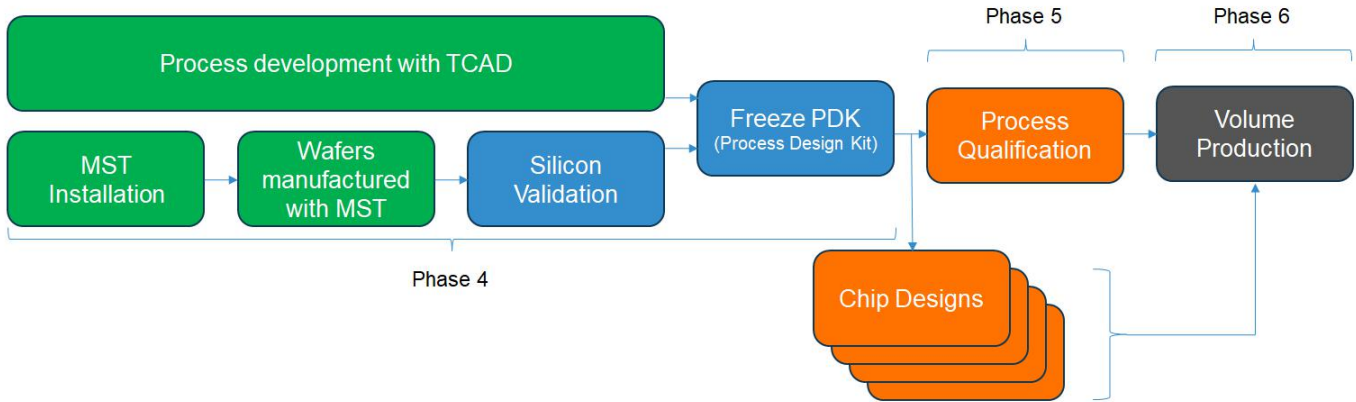 Phase 5
Phase 6
Process development with TCAD
Freeze PDK
(Process Design Kit)
Process
Qualification
Volume
Production
MST
Installation
Wafers
manufactured
with MST
Silicon
Validation
Phase 4
Chip Designs